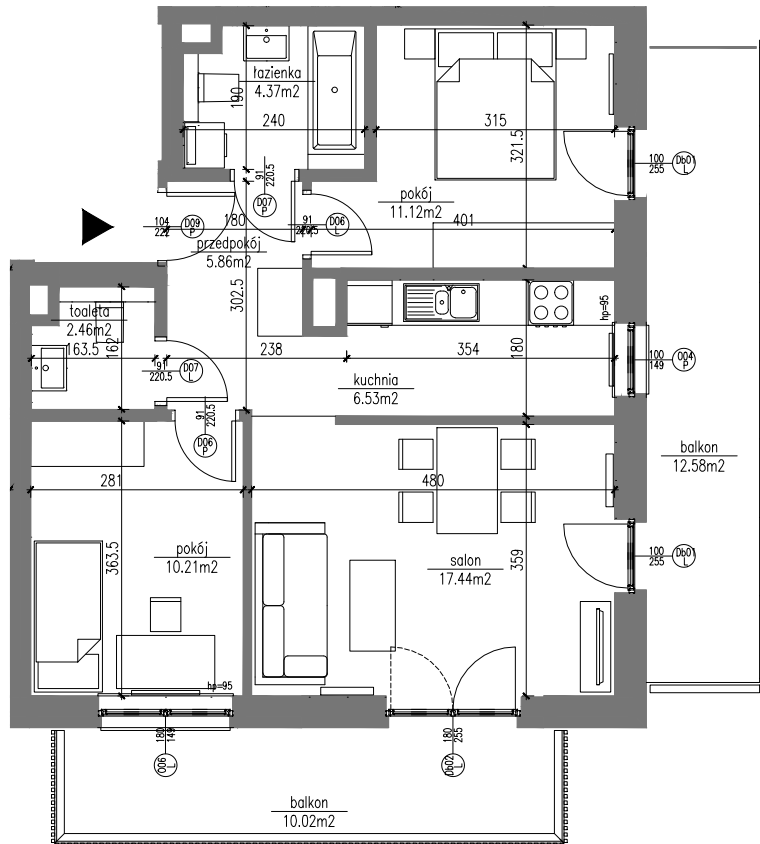 łazienka
4.37m2
190
240
315
321.5
100
255
Db01
L
pokój
11.12m2
91
220.5
D07
P
104
222
D09
P
180
91
220.5
D06
L
401
przedpokój
5.86m2
302.5
hp=95
toaleta
2.46m2
162
163.5
238
354
180
100
149
O04
P
91
220.5
D07
L
kuchnia
6.53m2
91
220.5
D06
P
balkon
12.58m2
281
480
363.5
pokój
10.21m2
salon
17.44m2
359
100
255
Db01
L
hp=95
180
149
O06
L
180
255
Db02
L
balkon
10.02m2